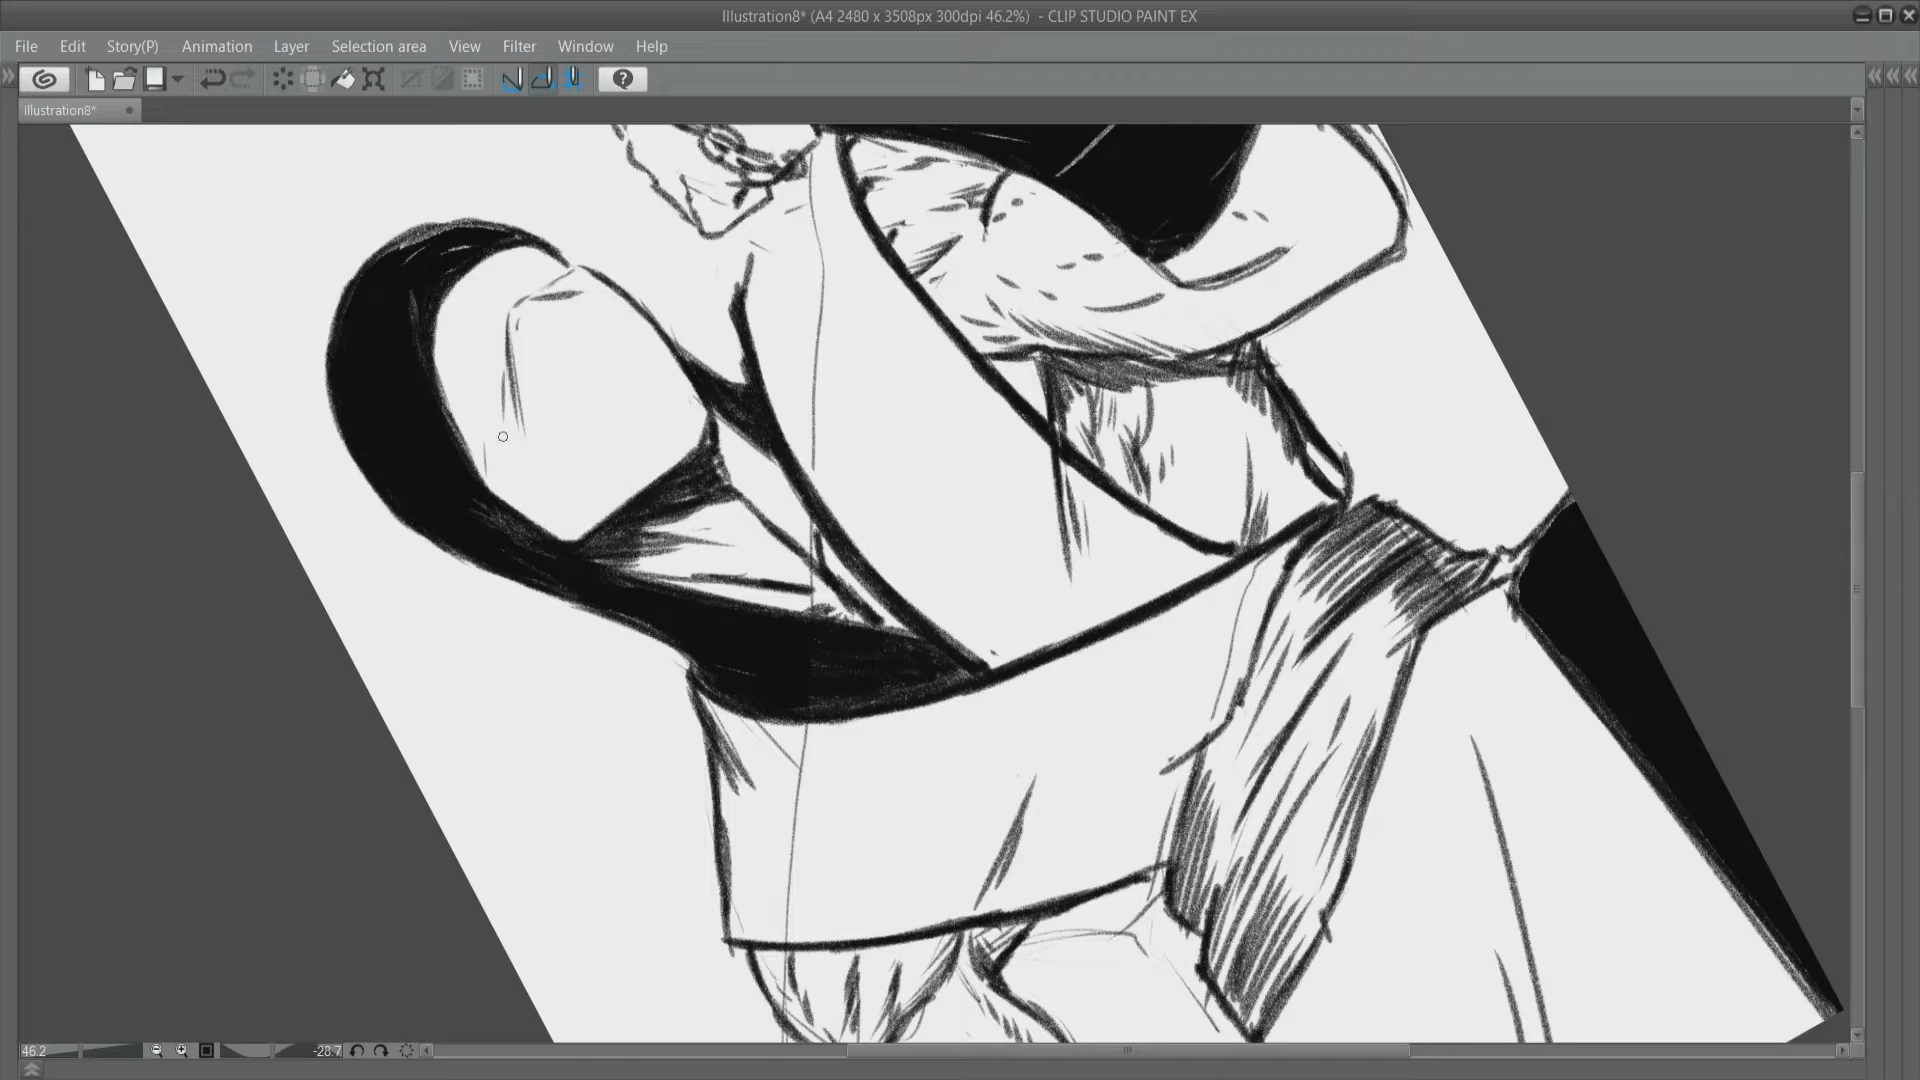 Illustration8* (A4 2480 x 3508px 300dpi 46.2%) - CLIP STUDIO PAINT EX
File Edit Story(P) Animation Layer Selection area View Filter Window Help
Illustration8*
46.2 -28.7